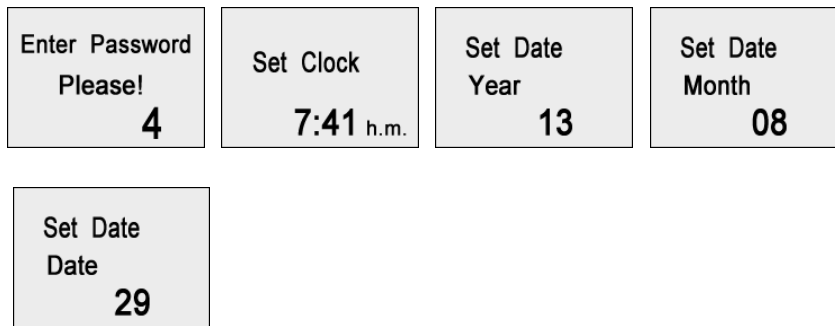 Enter Password
Please!
4
Set Clock
7:41 h.m.
Set Date
Year
13
Set Date
Month
08
Set Date
Date
29